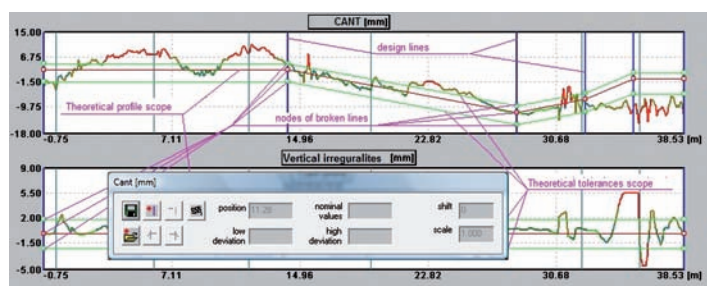 CANT [mm]
15.00
6.75
-1.50
-9.75
-18.00
design lines
Theoretical profile scope
nodes of broken lines
-0.75 7.11 14.96 22.82 30.68 38.53 [m]
Vertical irreguralites [mm]
9.00
5.50
2.00
-1.50
-5.00
Theoretical tolerances scope
Cant [mm]
position 11.28 nominal values shift 0
low deviation high deviation scale 1.000
-0.75 7.11 14.96 22.82 30.68 38.53 [m]